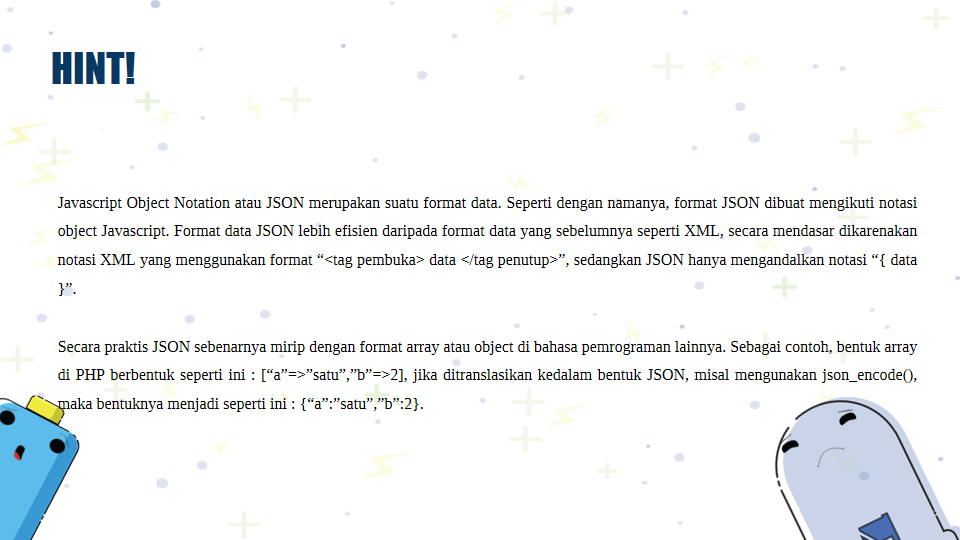 HINT!
Javascript Object Notation atau JSON merupakan suatu format data. Seperti dengan namanya, format JSON dibuat mengikuti notasi
object Javascript. Format data JSON lebih efisien daripada format data yang sebelumnya seperti XML, secara mendasar dikarenakan
notasi XML yang menggunakan format “<tag pembuka> data </tag penutup>”, sedangkan JSON hanya mengandalkan notasi “{ data
}”.
Secara praktis JSON sebenarnya mirip dengan format array atau object di bahasa pemrograman lainnya. Sebagai contoh, bentuk array
di PHP berbentuk seperti ini : [“a”=>”satu”,”b”=>2], jika ditranslasikan kedalam bentuk JSON, misal mengunakan json_encode(),
maka bentuknya menjadi seperti ini : {“a”:”satu”,”b”:2}.